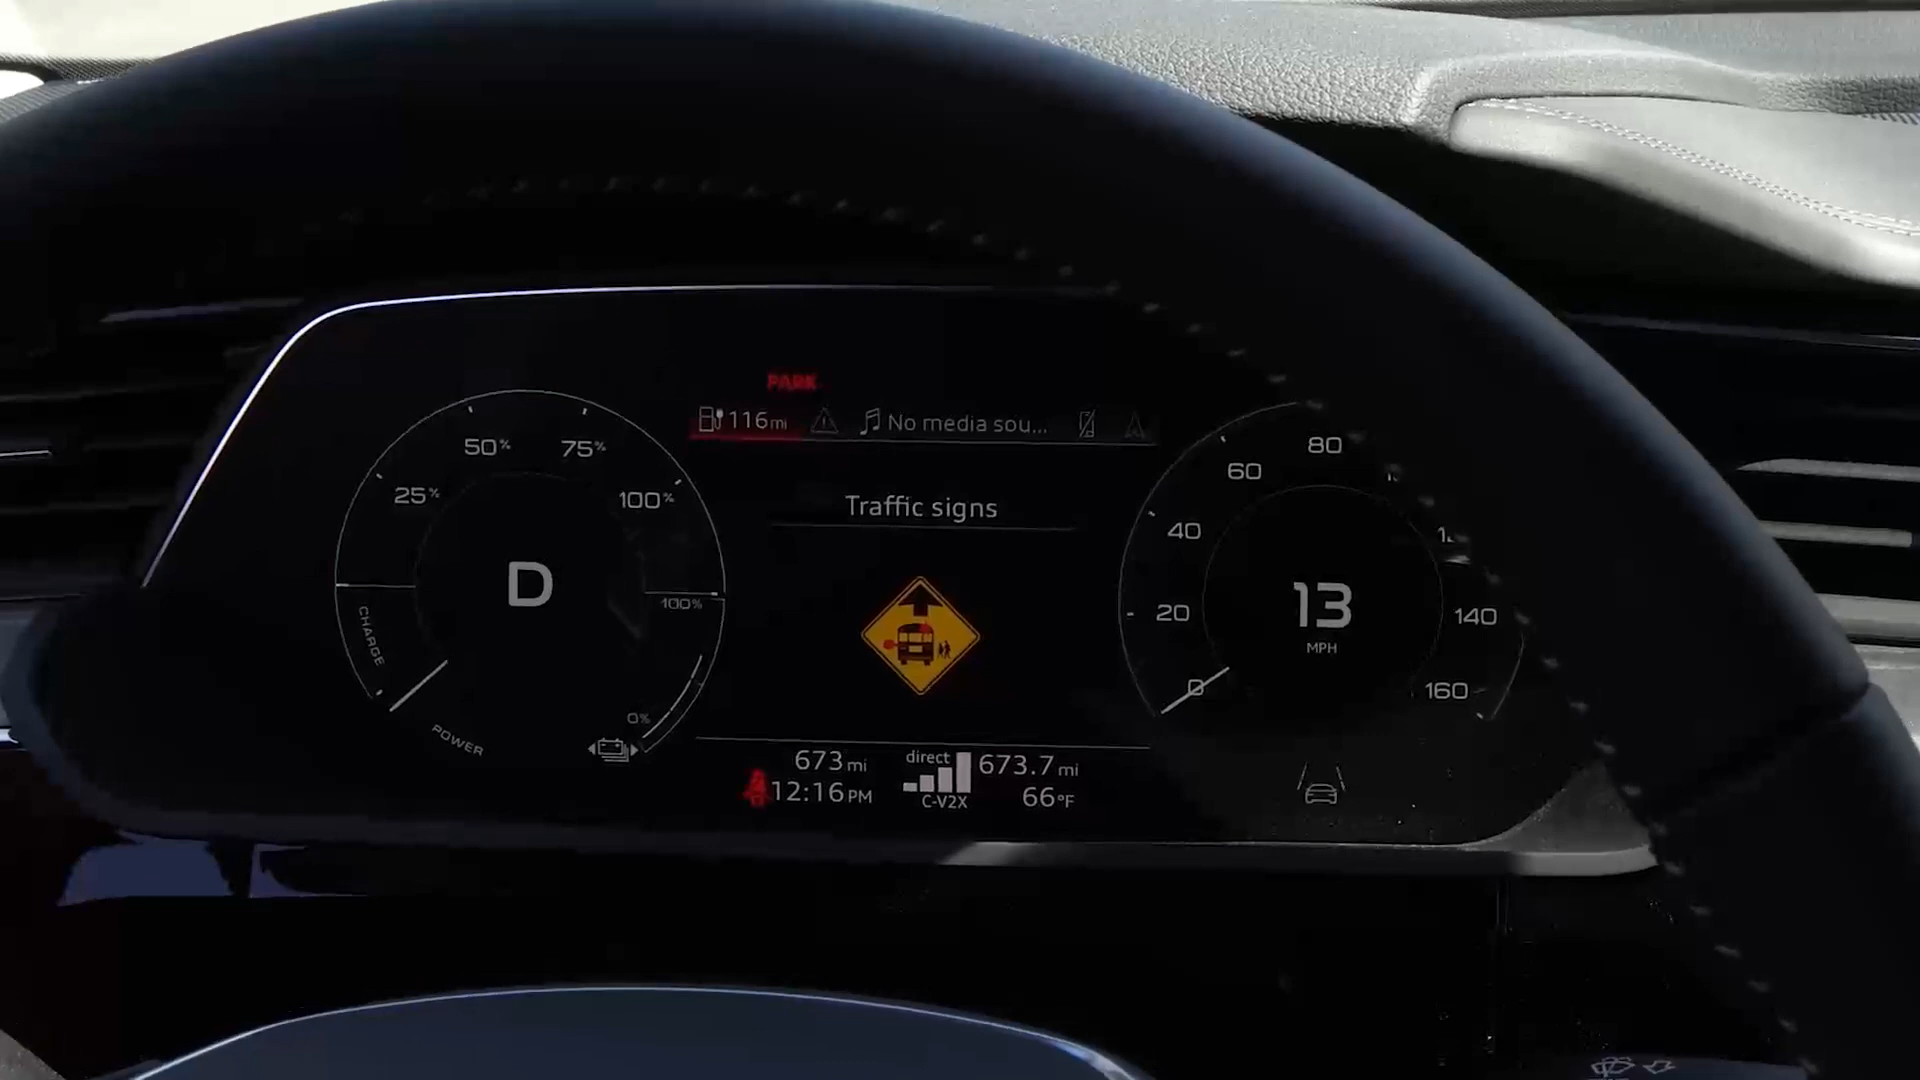 PARK
116mi
No media sou...
Traffic signs
25%
50%
75%
100%
D
CHARGE
POWER
100%
0%
0
20
40
60
80
140
160
13
MPH
673 mi
direct
673.7 mi
12:16 PM
C-V2X
66°F